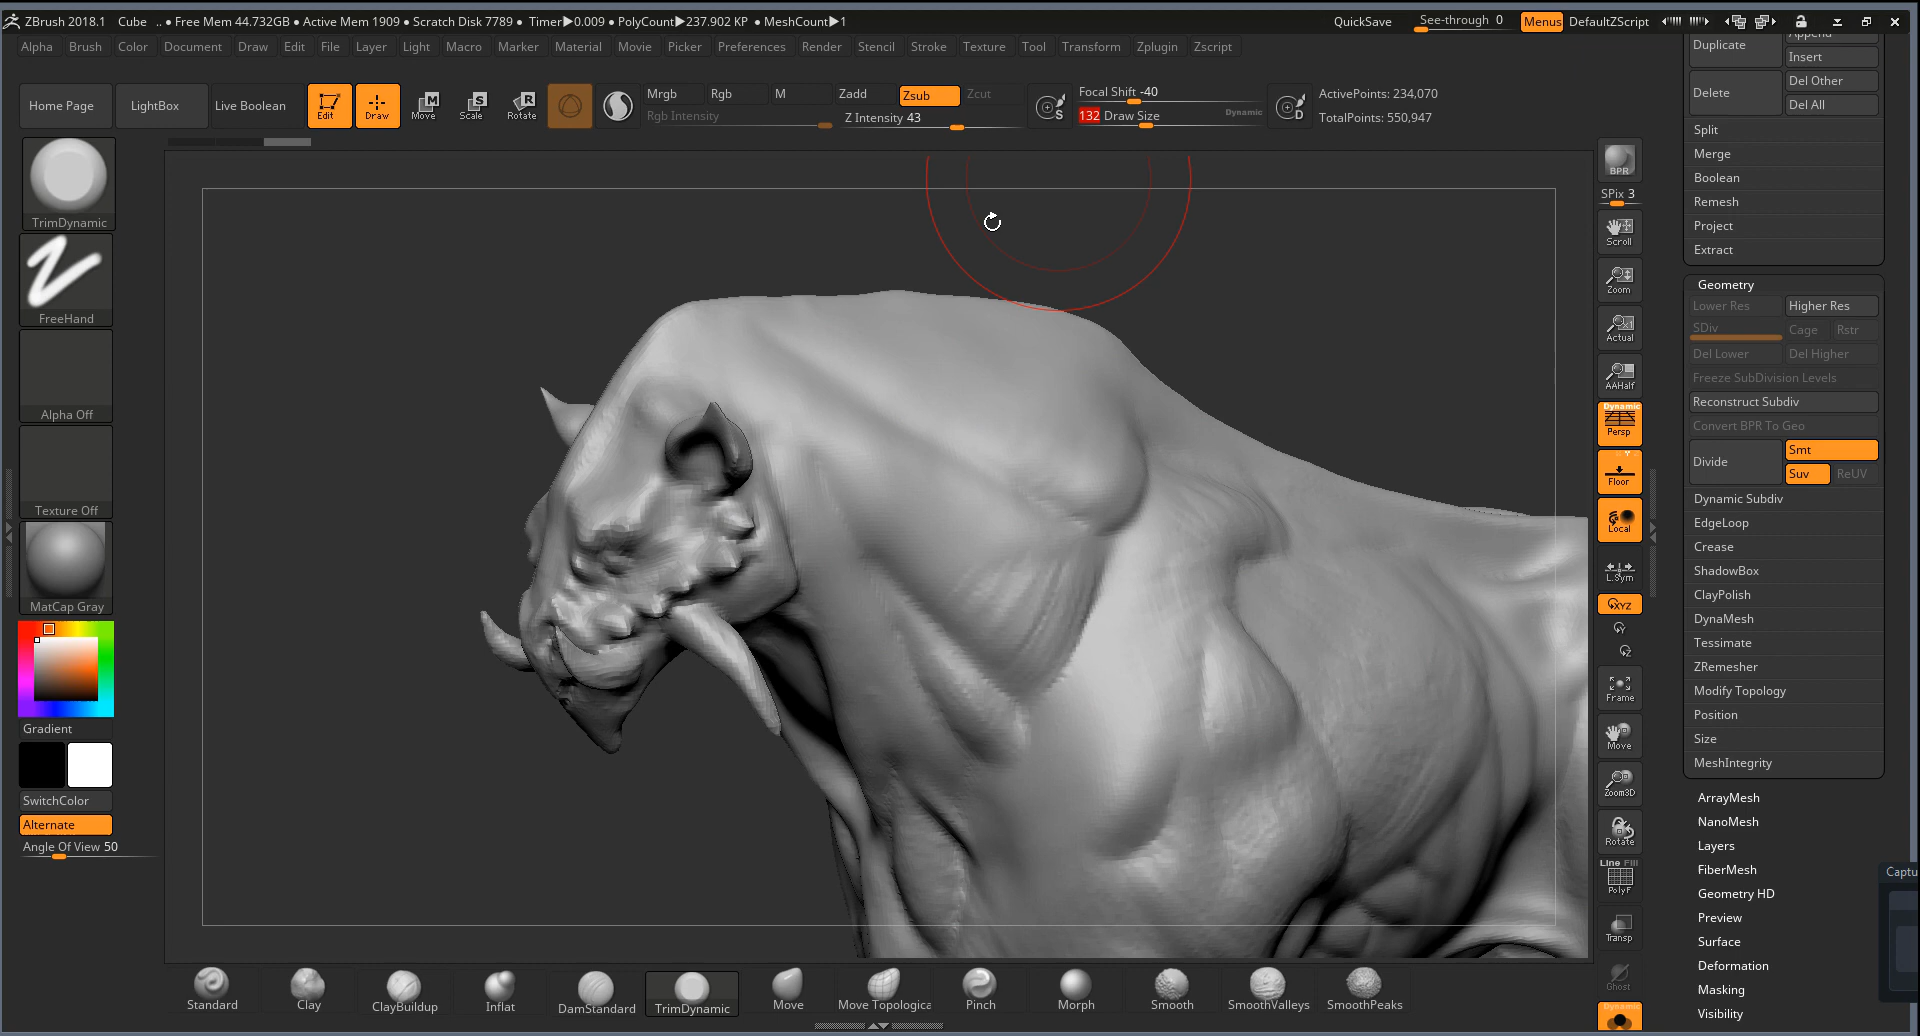 ZBrush 2018.1 Cube .. ● Free Mem 44.732GB ● Active Mem 1909 ● Scratch Disk 7789 ● Timer▶0.009 ● PolyCount▶237.902 KP ● MeshCount▶1 QuickSave See-through 0 Menus DefaultZScript
Alpha Brush Color Document Draw Edit File Layer Light Macro Marker Material Movie Picker Preferences Render Stencil Stroke Texture Tool Transform Zplugin Zscript
Home Page LightBox Live Boolean Edit Draw Move Scale Rotate
M S R
Mrgb Rgb M Zadd Zsub Zcut
Rgb Intensity Z Intensity 43
S
Focal Shift -40
132 Draw Size Dynamic
D
ActivePoints: 234,070
TotalPoints: 550,947
TrimDynamic
FreeHand
Alpha Off
Texture Off
MatCap Gray
Gradient
SwitchColor
Alternate
Angle Of View 50
BPR
SPix 3
Scroll
Zoom
Actual
AAHalf
Dynamic
Persp
Floor
Local
L.Sym
XYZ
Y
Z
Frame
Move
Zoom3D
Rotate
Line Fill
PolyF
Transp
Ghost
Dynamic
Duplicate Append
Insert
Delete Del Other
Del All
Split
Merge
Boolean
Remesh
Project
Extract
Geometry
Lower Res Higher Res
SDiv Cage Rstr
Del Lower Del Higher
Freeze SubDivision Levels
Reconstruct Subdiv
Convert BPR To Geo
Divide Smt
Suv ReUV
Dynamic Subdiv
EdgeLoop
Crease
ShadowBox
ClayPolish
DynaMesh
Tessimate
ZRemesher
Modify Topology
Position
Size
MeshIntegrity
ArrayMesh
NanoMesh
Layers
FiberMesh
Geometry HD
Preview
Surface
Deformation
Masking
Visibility
Captu
Standard Clay ClayBuildup Inflat DamStandard TrimDynamic Move Move Topologica Pinch Morph Smooth SmoothValleys SmoothPeaks